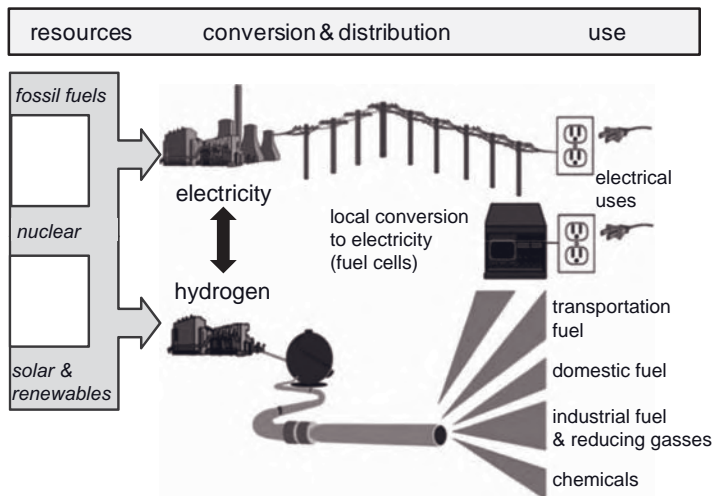 resources conversion & distribution use
fossil fuels
nuclear
solar &
renewables
electricity
hydrogen
local conversion
to electricity
(fuel cells)
electrical
uses
transportation
fuel
domestic fuel
industrial fuel
& reducing gasses
chemicals